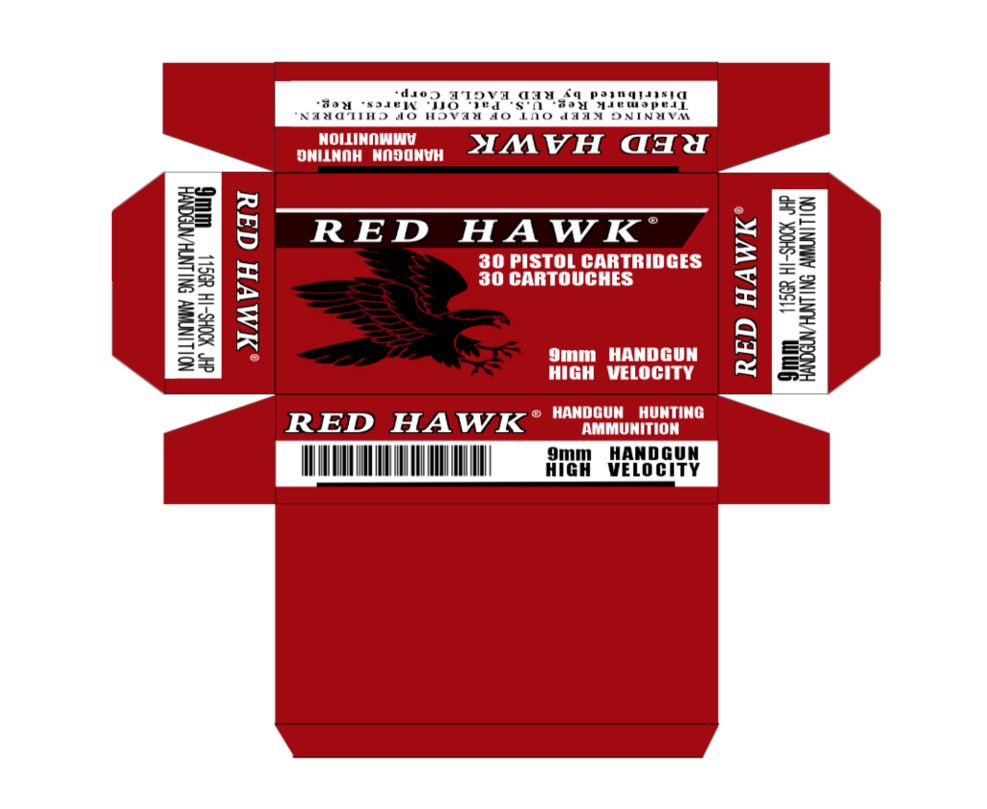 WARNING KEEP OUT OF REACH OF CHILDREN.
Trademark Reg. U.S. Pat. Off. Marcs. Reg.
Distributed by RED EAGLE Corp.
RED HAWK
HANDGUN HUNTING
AMMUNITION
RED HAWK®
9mm 115GR HI-SHOCK JHP
HANDGUN/HUNTING AMMUNITION
RED HAWK®
30 PISTOL CARTRIDGES
30 CARTOUCHES
9mm HANDGUN
HIGH VELOCITY
RED HAWK®
9mm 115GR HI-SHOCK JHP
HANDGUN/HUNTING AMMUNITION
RED HAWK®
HANDGUN HUNTING
AMMUNITION
9mm HANDGUN
HIGH VELOCITY